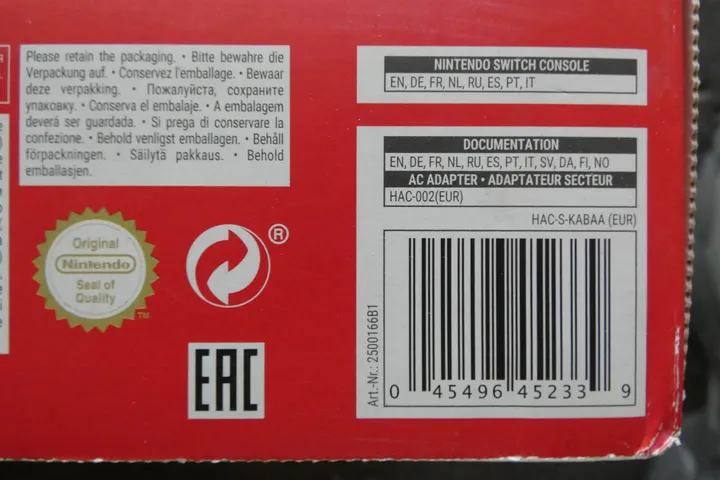 Please retain the packaging. • Bitte bewahre die
Verpackung auf. • Conservez l'emballage. • Bewaar
deze verpakking. • Пожалуйста, сохраните
упаковку. • Conserva el embalaje. • A embalagem
deverá ser guardada. • Si prega di conservare la
confezione. • Behold venligst emballagen. • Behåll
förpackningen. • Säilytä pakkaus. • Behold
emballasjen.
Original
Nintendo
Seal of
Quality
TM
®
EAC
NINTENDO SWITCH CONSOLE
EN, DE, FR, NL, RU, ES, PT, IT
DOCUMENTATION
EN, DE, FR, NL, RU, ES, PT, IT, SV, DA, FI, NO
AC ADAPTER • ADAPTATEUR SECTEUR
HAC-002(EUR)
HAC-S-KABAA (EUR)
Art.-Nr.: 2500166B1
0 45496 45233 9